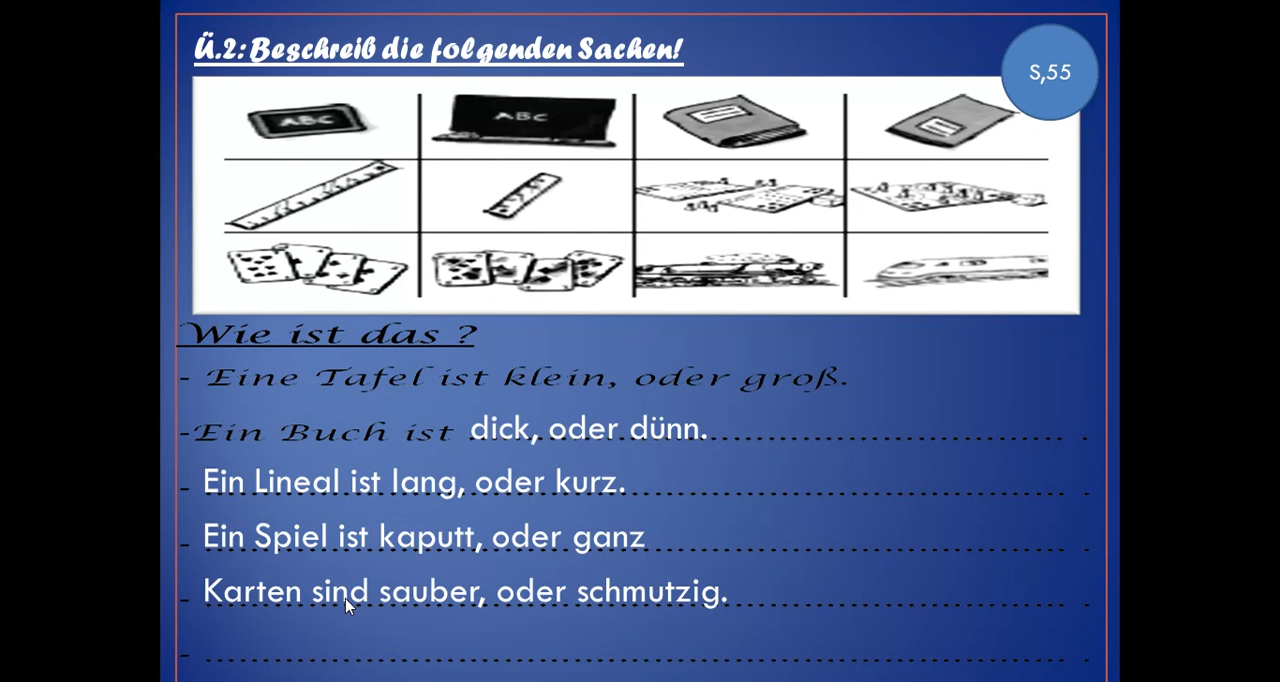 Ü.2: Beschreib die folgenden Sachen!
S,55
ABC
ABC
Wie ist das ?
- Eine Tafel ist klein, oder groß.
-Ein Buch ist dick, oder dünn. .
- Ein Lineal ist lang, oder kurz. .
- Ein Spiel ist kaputt, oder ganz .
- Karten sind sauber, oder schmutzig. .
- .